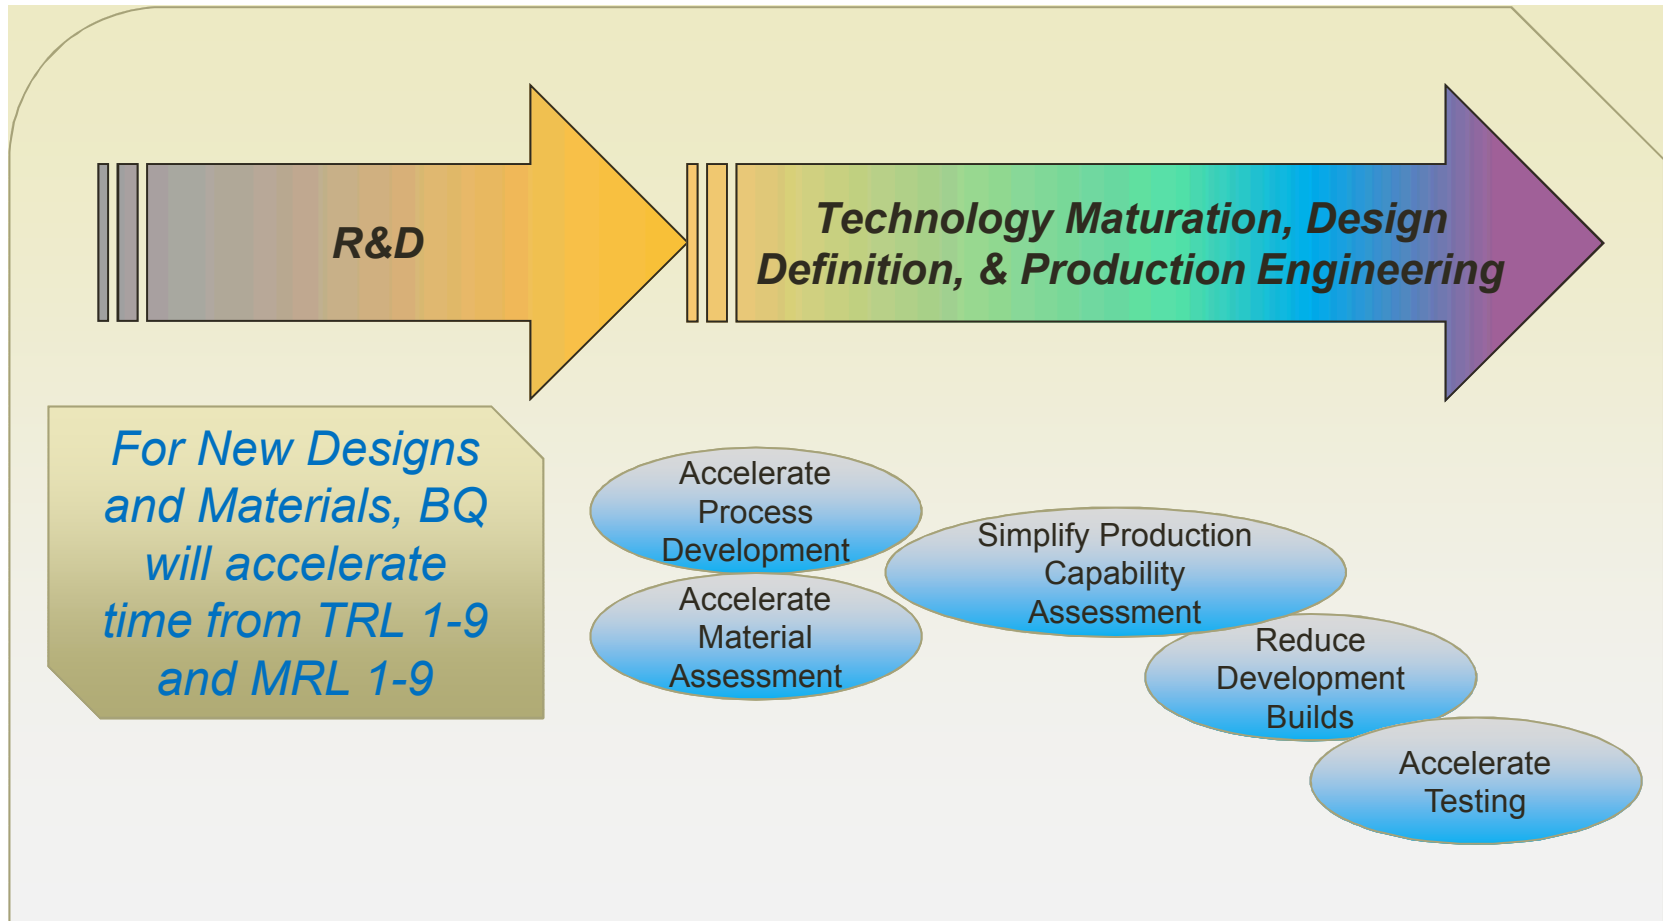 R&D
Technology Maturation, Design
Definition, & Production Engineering
For New Designs
and Materials, BQ
will accelerate
time from TRL 1-9
and MRL 1-9
Accelerate
Process
Development
Accelerate
Material
Assessment
Simplify Production
Capability
Assessment
Reduce
Development
Builds
Accelerate
Testing